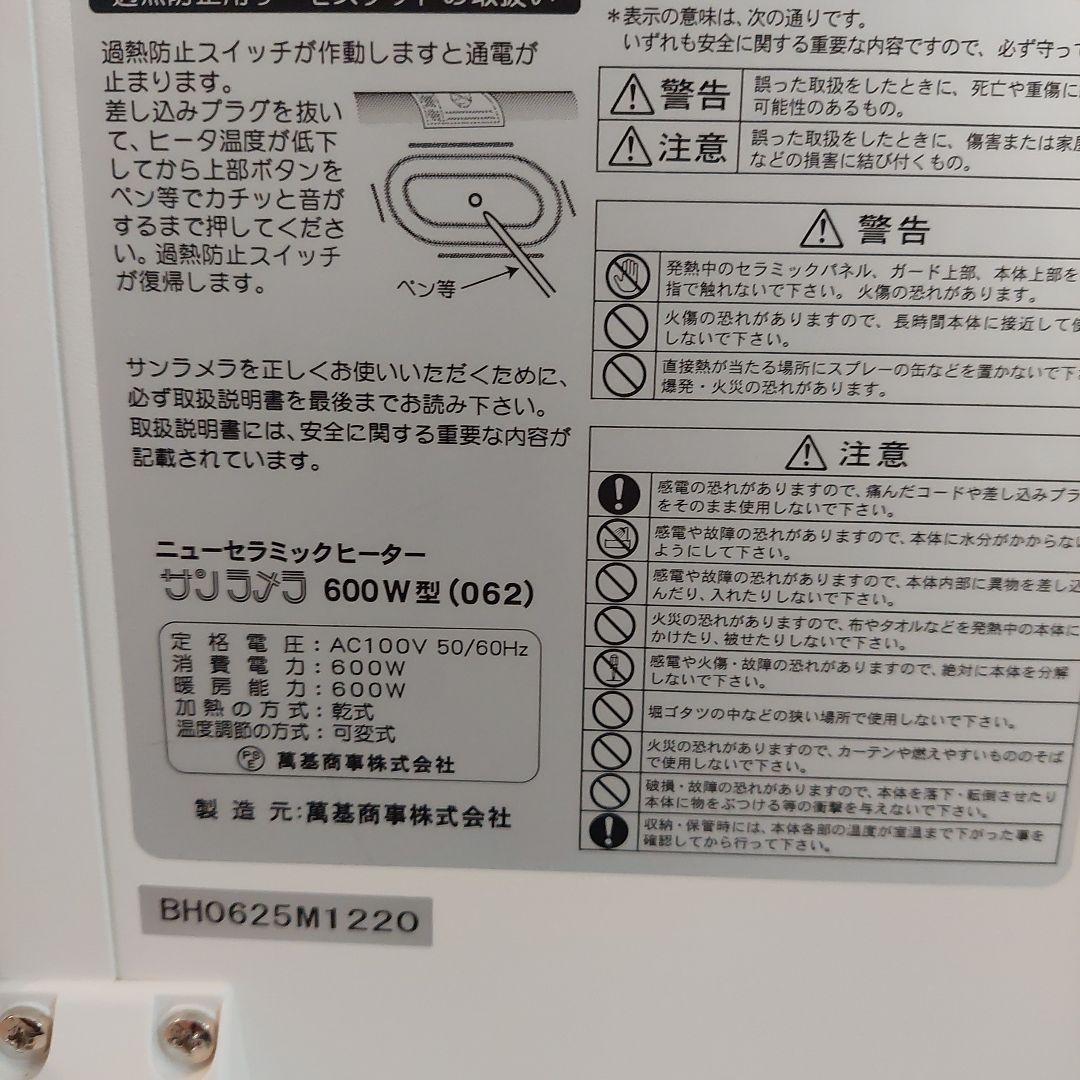 過熱防止スイッチが作動しますと通電が
止まります。
差し込みプラグを抜い
て、ヒータ温度が低下
してから上部ボタンを
ペン等でカチッと音が
するまで押してくださ
い。過熱防止スイッチ
が復帰します。
ペン等
サンラメラを正しくお使いいただくために、
必ず取扱説明書を最後までお読み下さい。
取扱説明書には、安全に関する重要な内容が
記載されています。
ニューセラミックヒーター
サンラメラ 600W型(062)
定格電圧:AC100V 50/60Hz
消費電力:600W
暖房能力:600W
加熱の方式:乾式
温度調節の方式:可変式
PSE 萬基商事株式会社
製造元:萬基商事株式会社
BH0625M1220
*表示の意味は、次の通りです。
いずれも安全に関する重要な内容ですので、必ず守って
警告
誤った取扱をしたときに、死亡や重傷に
可能性のあるもの。
注意
誤った取扱をしたときに、傷害または家
などの損害に結び付くもの。
警告
発熱中のセラミックパネル、ガード上部、本体上部を
指で触れないで下さい。火傷の恐れがあります。
火傷の恐れがありますので、長時間本体に接近して使
しないで下さい。
直接熱が当たる場所にスプレーの缶などを置かないで下
爆発・火災の恐れがあります。
注意
感電の恐れがありますので、痛んだコードや差し込みプラ
をそのまま使用しないで下さい。
感電や故障の恐れがありますので、本体に水分がかからない
ようにして下さい。
感電や故障の恐れがありますので、本体内部に異物を差し込
んだり、入れたりしないで下さい。
火災の恐れがありますので、布やタオルなどを発熱中の本体に
かけたり、被せたりしないで下さい。
感電や火傷・故障の恐れがありますので、絶対に本体を分解
しないで下さい。
堀ゴタツの中などの狭い場所で使用しないで下さい。
火災の恐れがありますので、カーテンや燃えやすいもののそば
で使用しないで下さい。
破損・故障の恐れがありますので、本体を落下・転倒させたり
本体に物をぶつける等の衝撃を与えないで下さい。
収納・保管時には、本体各部の温度が室温まで下がった事を
確認してから行って下さい。